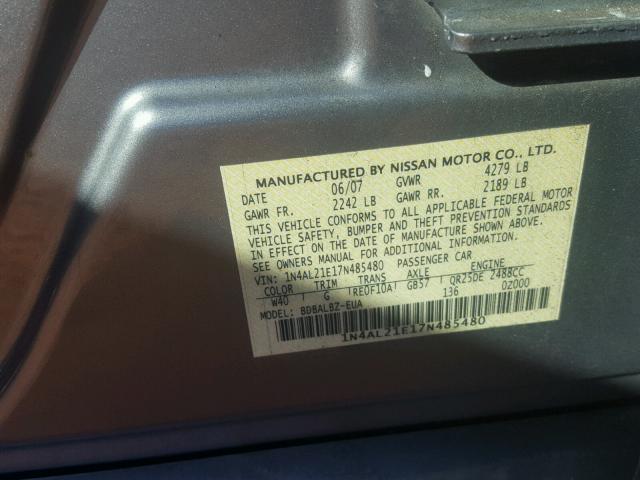 MANUFACTURED BY NISSAN MOTOR CO., LTD.
DATE 06/07 GVWR 4279 LB
GAWR FR. 2242 LB GAWR RR. 2189 LB
THIS VEHICLE CONFORMS TO ALL APPLICABLE FEDERAL MOTOR
VEHICLE SAFETY, BUMPER AND THEFT PREVENTION STANDARDS
IN EFFECT ON THE DATE OF MANUFACTURE SHOWN ABOVE.
SEE OWNERS MANUAL FOR ADDITIONAL INFORMATION.
VIN: 1N4AL21E17N485480 PASSENGER CAR
COLOR TRIM TRANS AXLE ENGINE
W40 G RE0F10A GB57 QR25DE 2488CC
MODEL: BDBALBZ-EUA 136 0Z000
1N4AL21E17N485480